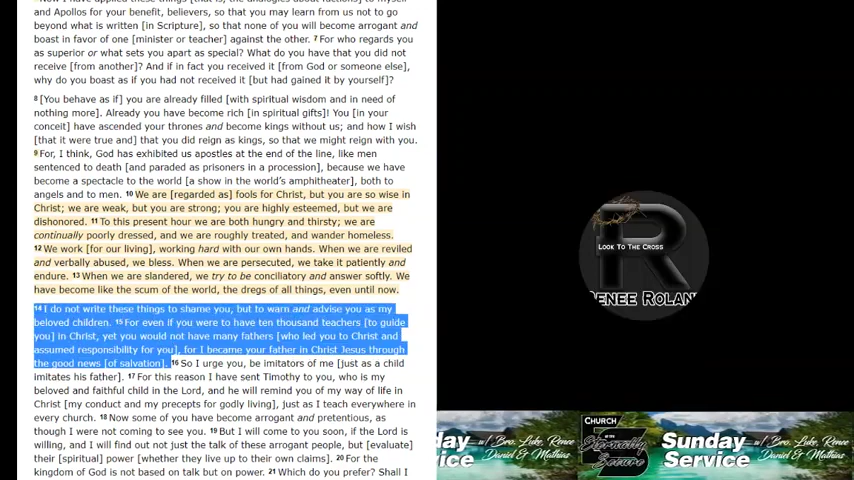 and Apollos for your benefit, believers, so that you may learn from us not to go
beyond what is written [in Scripture], so that none of you will become arrogant and
boast in favor of one [minister or teacher] against the other. 7 For who regards you
as superior or what sets you apart as special? What do you have that you did not
receive [from another]? And if in fact you received it [from God or someone else],
why do you boast as if you had not received it [but had gained it by yourself]?
8 [You behave as if] you are already filled [with spiritual wisdom and in need of
nothing more]. Already you have become rich [in spiritual gifts]! You [in your
conceit] have ascended your thrones and become kings without us; and how I wish
[that it were true and] that you did reign as kings, so that we might reign with you.
9 For, I think, God has exhibited us apostles at the end of the line, like men
sentenced to death [and paraded as prisoners in a procession], because we have
become a spectacle to the world [a show in the world's amphitheater], both to
angels and to men. 10 We are [regarded as] fools for Christ, but you are so wise in
Christ; we are weak, but you are strong; you are highly esteemed, but we are
dishonored. 11 To this present hour we are both hungry and thirsty; we are
continually poorly dressed, and we are roughly treated, and wander homeless.
12 We work [for our living], working hard with our own hands. When we are reviled
and verbally abused, we bless. When we are persecuted, we take it patiently and
endure. 13 When we are slandered, we try to be conciliatory and answer softly. We
have become like the scum of the world, the dregs of all things, even until now.
14 I do not write these things to shame you, but to warn and advise you as my
beloved children. 15 For even if you were to have ten thousand teachers [to guide
you] in Christ, yet you would not have many fathers [who led you to Christ and
assumed responsibility for you], for I became your father in Christ Jesus through
the good news [of salvation]. 16 So I urge you, be imitators of me [just as a child
imitates his father]. 17 For this reason I have sent Timothy to you, who is my
beloved and faithful child in the Lord, and he will remind you of my way of life in
Christ [my conduct and my precepts for godly living], just as I teach everywhere in
every church. 18 Now some of you have become arrogant and pretentious, as
though I were not coming to see you. 19 But I will come to you soon, if the Lord is
willing, and I will find out not just the talk of these arrogant people, but [evaluate]
their [spiritual] power [whether they live up to their own claims]. 20 For the
kingdom of God is not based on talk but on power. 21 Which do you prefer? Shall I
R
LOOK TO THE CROSS
RENEE ROLAN
day
Service
w/ Bro. Luke, Renee
Daniel & Mathias
CHURCH
OF THE
Eternally
Secure
Sunday
Service
w/ Bro. Luke, Renee
Daniel & Mathias